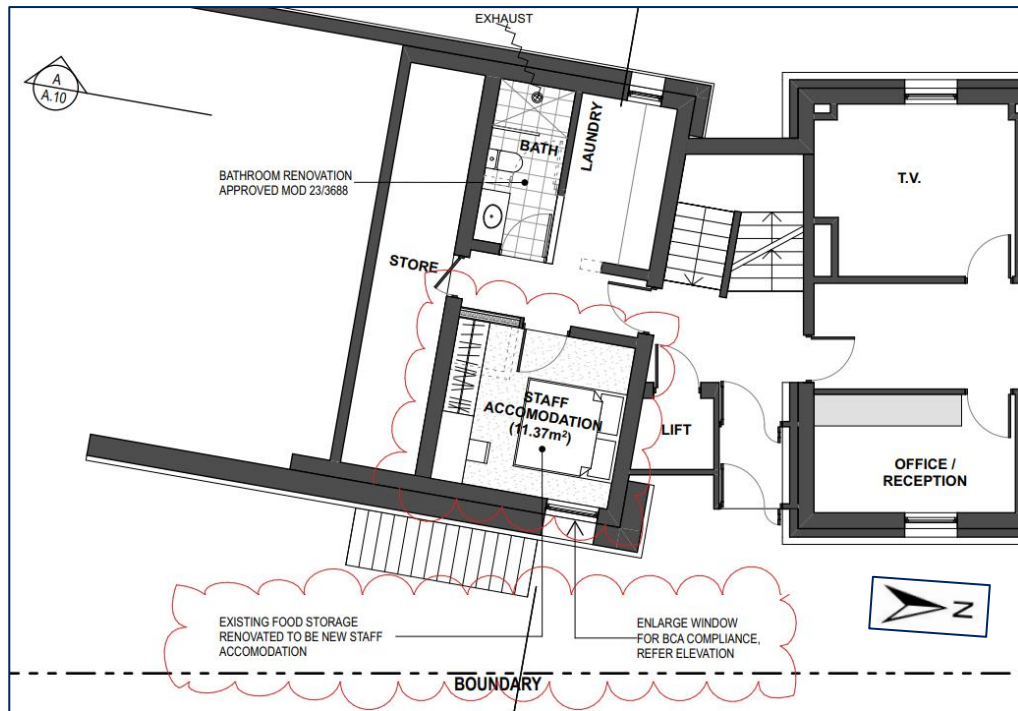 EXHAUST
A
A.10
BATH
LAUNDRY
T.V.
BATHROOM RENOVATION
APPROVED MOD 23/3688
STORE
STAFF
ACCOMODATION
(11.37m²)
LIFT
OFFICE /
RECEPTION
EXISTING FOOD STORAGE
RENOVATED TO BE NEW STAFF
ACCOMODATION
ENLARGE WINDOW
FOR BCA COMPLIANCE,
REFER ELEVATION
N
BOUNDARY